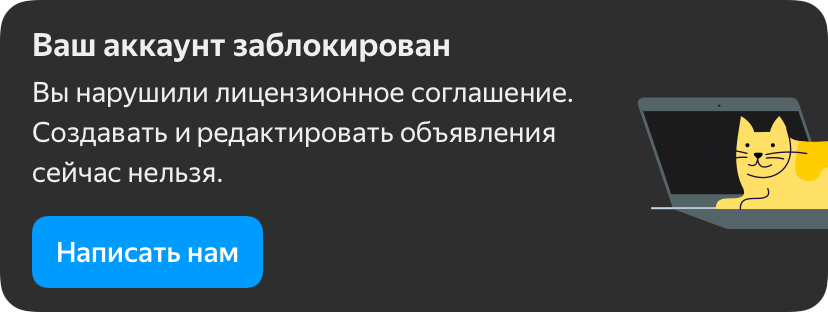 Ваш аккаунт заблокирован
Вы нарушили лицензионное соглашение.
Создавать и редактировать объявления
сейчас нельзя.
Написать нам